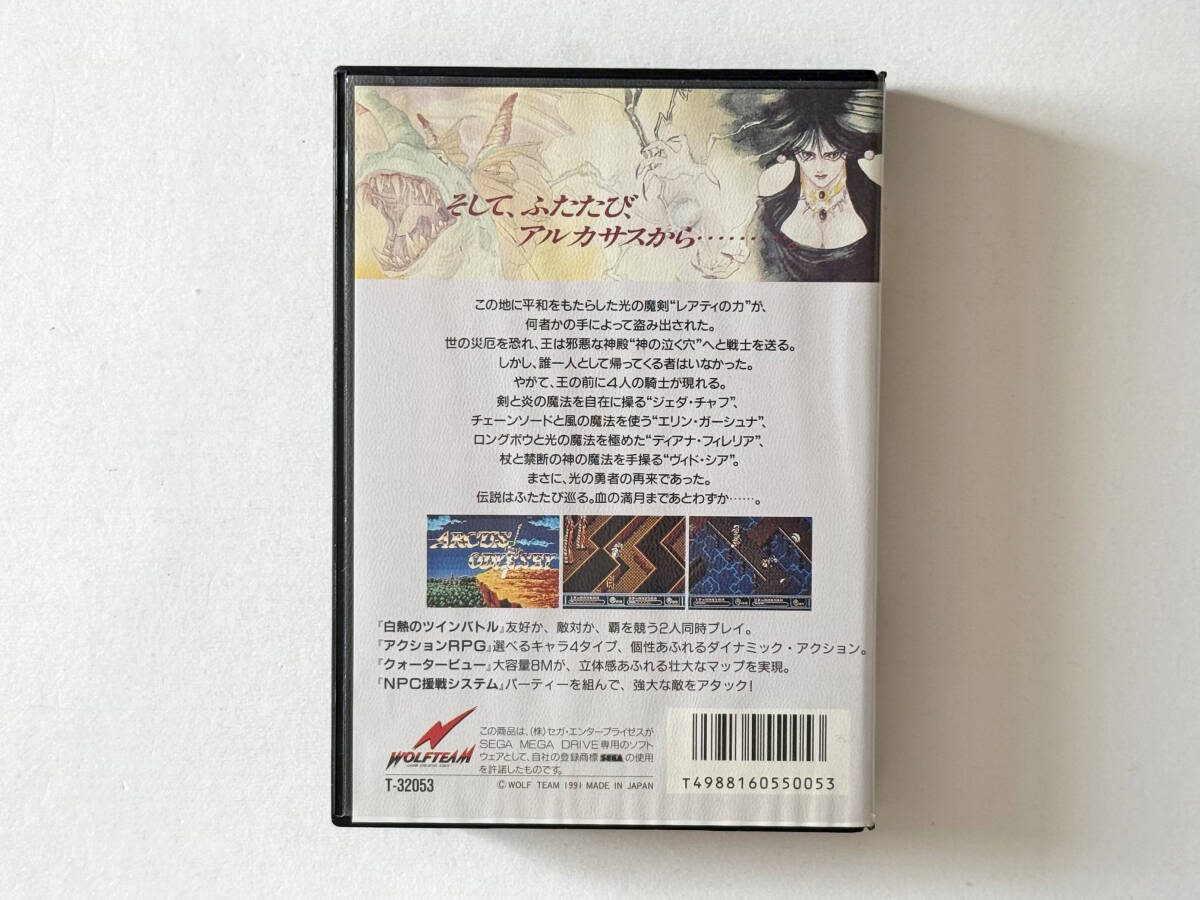 そして、ふたたび、
アルカサスから……
この地に平和をもたらした光の魔剣“レアティの力”が、
何者かの手によって盗み出された。
世の災厄を恐れ、王は邪悪な神殿“神の泣く穴”へと戦士を送る。
しかし、誰一人として帰ってくる者はいなかった。
やがて、王の前に4人の騎士が現れる。
剣と炎の魔法を自在に操る“ジェダ・チャフ”、
チェーンソードと風の魔法を使う“エリン・ガーシュナ”、
ロングボウと光の魔法を極めた“ディアナ・フィレリア”、
杖と禁断の神の魔法を手操る“ヴィド・シア”。
まさに、光の勇者の再来であった。
伝説はふたたび巡る。血の満月まであとわずか……。
ARCUS
ODYSSEY
『白熱のツインバトル』友好か、敵対か、覇を競う2人同時プレイ。
『アクションRPG』選べるキャラ4タイプ、個性あふれるダイナミック・アクション。
『クォータービュー』大容量8Mが、立体感あふれる壮大なマップを実現。
『NPC援戦システム』パーティーを組んで、強大な敵をアタック!
WOLFTEAM
この商品は、(株)セガ・エンタープライゼスが
SEGA MEGA DRIVE専用のソフト
ウェアとして、自社の登録商標SEGAの使用
を許諾したものです。
T-32053
©WOLF TEAM 1991 MADE IN JAPAN
T4988160550053